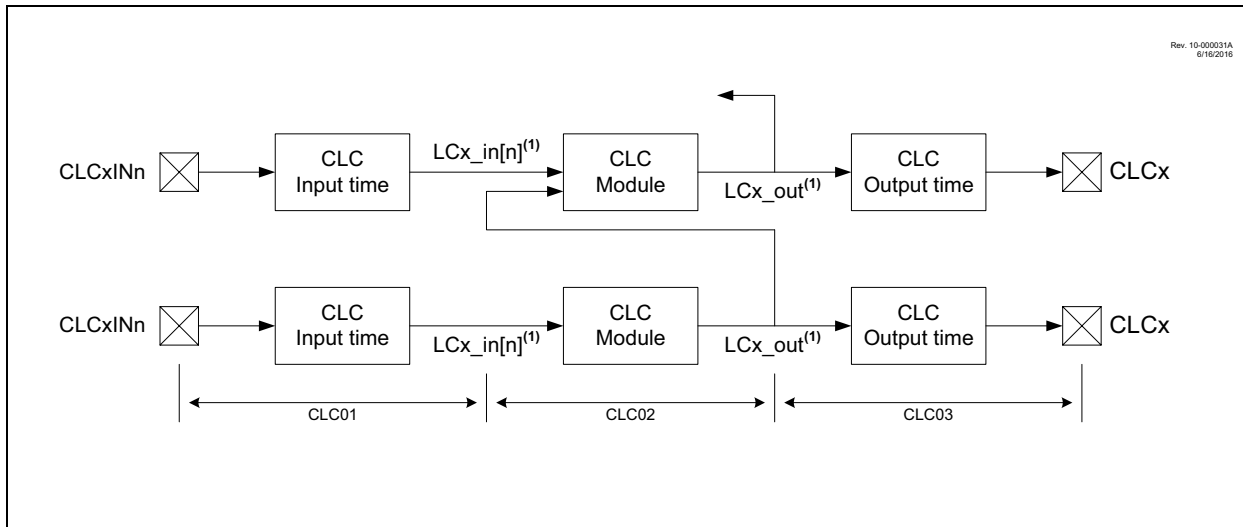 Rev. 10-000031A
6/16/2016
CLCxINn
CLC
Input time
LCx_in[n](1)
CLC
Module
LCx_out(1)
CLC
Output time
CLCx
CLCxINn
CLC
Input time
LCx_in[n](1)
CLC
Module
LCx_out(1)
CLC
Output time
CLCx
CLC01
CLC02
CLC03